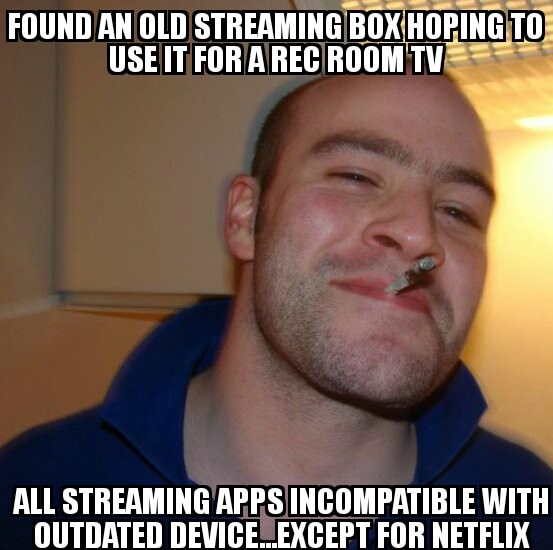 FOUND AN OLD STREAMING BOX HOPING TO
USE IT FOR A REC ROOM TV
ALL STREAMING APPS INCOMPATIBLE WITH
OUTDATED DEVICE...EXCEPT FOR NETFLIX